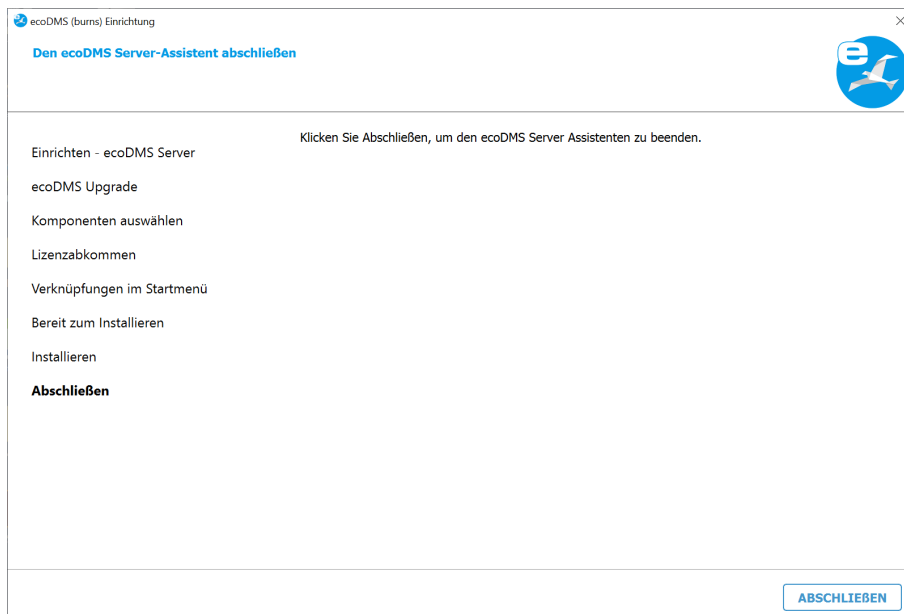 ecoDMS (burns) Einrichtung
Den ecoDMS Server-Assistent abschließen
e
Klicken Sie Abschließen, um den ecoDMS Server Assistenten zu beenden.
Einrichten - ecoDMS Server
ecoDMS Upgrade
Komponenten auswählen
Lizenzabkommen
Verknüpfungen im Startmenü
Bereit zum Installieren
Installieren
Abschließen
ABSCHLIEßEN